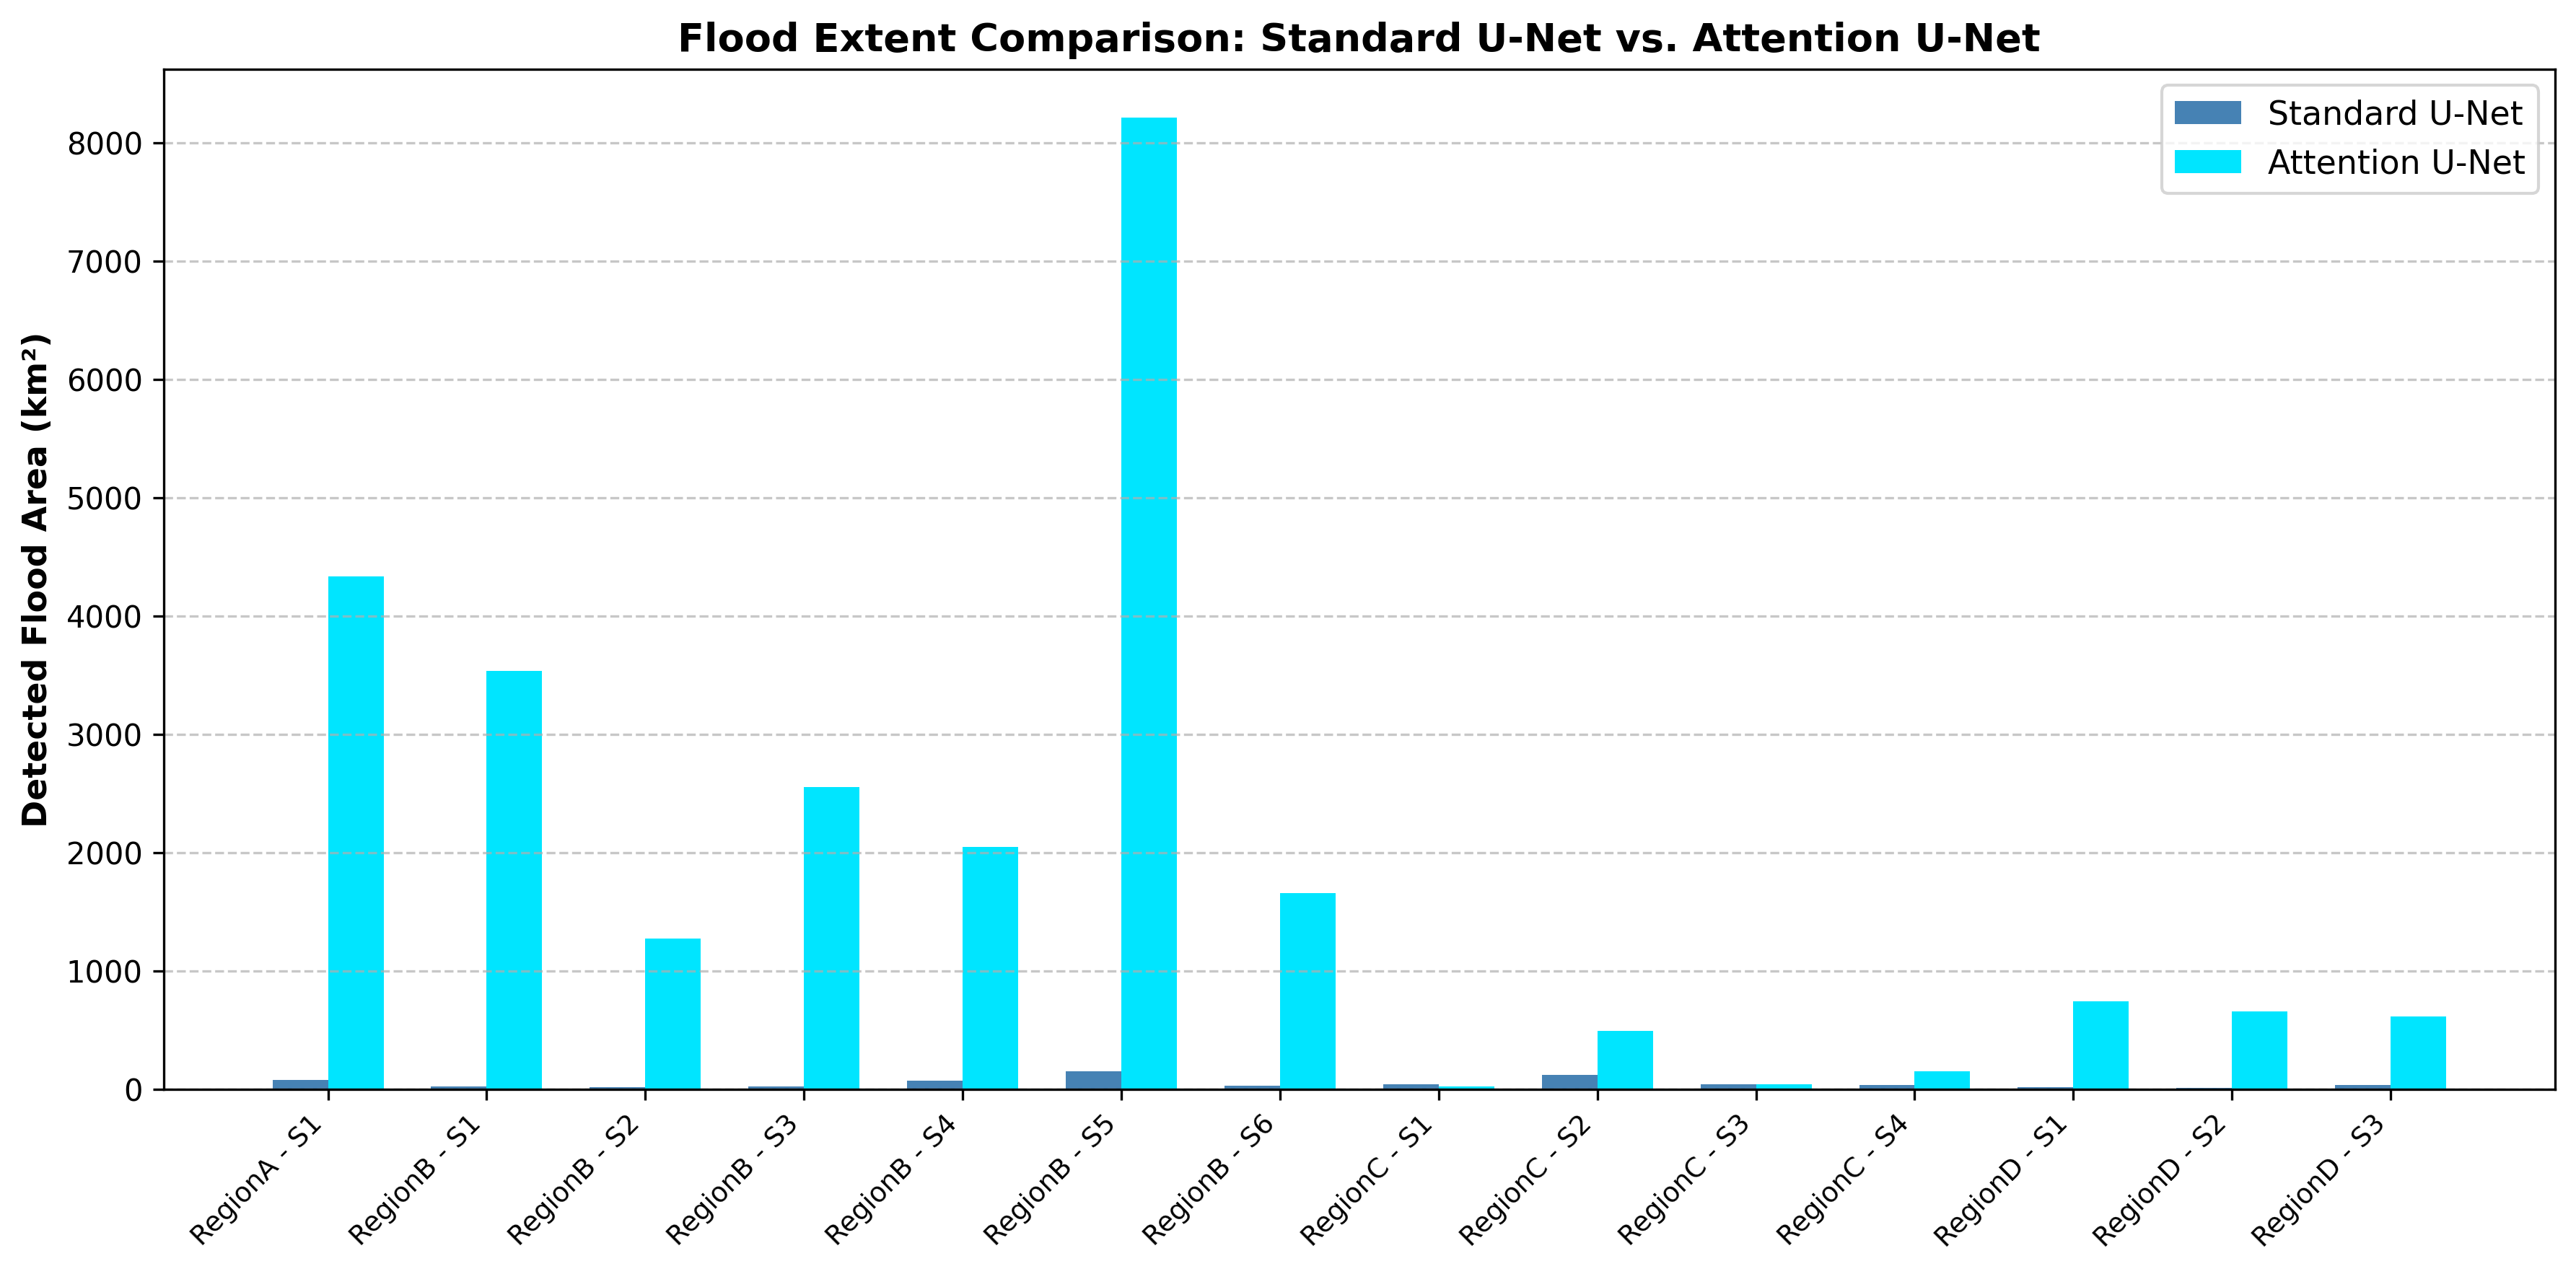 Flood Extent Comparison: Standard U-Net vs. Attention U-Net
Standard U-Net
Attention U-Net
Detected Flood Area (km²)
8000
7000
6000
5000
4000
3000
2000
1000
0
RegionA - S1
RegionB - S1
RegionB - S2
RegionB - S3
RegionB - S4
RegionB - S5
RegionB - S6
RegionC - S1
RegionC - S2
RegionC - S3
RegionC - S4
RegionD - S1
RegionD - S2
RegionD - S3